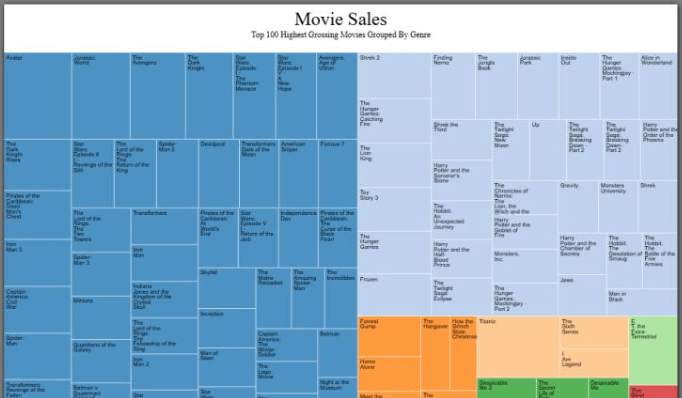 Movie Sales
Top 100 Highest Grossing Movies Grouped By Genre
Avatar
Jurassic
World
The
Avengers
The
Dark
Knight
Star
Wars:
Episode
I -
The
Phantom
Menace
Star
Wars:
Episode I
V -
A
New
Hope
Avengers:
Age of
Ultron
Shrek 2
Finding
Nemo
The
Jungle
Book
Jurassic
Park
Inside
Out
The
Hunger
Games:
Mockingjay -
Part 1
Alice in
Wonderland
The
Hunger
Games:
Catching
Fire
Shrek the
Third
The
Twilight
Saga:
New
Moon
Up
The
Twilight
Saga:
Breaking
Dawn -
Part 2
The
Twilight
Saga:
Breaking
Dawn -
Part 2
Harry
Potter and the
Order of the
Phoenix
The
Dark
Knight
Rises
Star
Wars:
Episode II
I -
Revenge of the
Sith
The
Lord of the
Rings:
The
Return of the
King
Spider-
Man 3
Deadpool
Transformers:
Dark of the
Moon
American
Sniper
Furious 7
The
Lion
King
Harry
Potter and the
Sorcerer's
Stone
The
Chronicles of
Narnia:
The
Lion, the
Witch and the
Gravity
Monsters
University
Shrek
Toy
Story 3
Pirates of the
Caribbean:
Dead
Man's
Chest
The
Lord of the
Rings:
The
Two
Towers
Transformers
Pirates of the
Caribbean:
At
World's
End
Star
Wars:
Episode V
I -
Return of the
Jedi
Independence
Day
Pirates of the
Caribbean:
The
Curse of the
Black
Pearl
The
Hobbit:
An
Unexpected
Journey
Harry
Potter and the
Goblet of
Fire
The
Hunger
Games
Harry
Potter and the
Half-
Blood
Prince
Monsters,
Inc.
Harry
Potter and the
Chamber of
Secrets
The
Hobbit:
The
Desolation of
Smaug
The
Hobbit:
The
Battle of the
Five
Armies
Iron
Man 3
Spider-
Man 3
Iron
Man
Skyfall
The
Matrix
Reloaded
The
Amazing
Spider-
Man
The
Incredibles
Frozen
The
Twilight
Saga:
Eclipse
The
Hunger
Games:
Mockingjay -
Part 2
Jaws
Men in
Black
Captain
America:
Civil
War
Minions
Indiana
Jones and the
Kingdom of the
Crystal
Skull
Inception
Forrest
Gump
The
Hangover
How the
Grinch
Stole
Christmas
Titanic
The
Sixth
Sense
E.
T. the
Extra-
Terrestrial
The
Lord of the
Rings:
The
Fellowship of the
Ring
Captain
America:
The
Winter
Soldier
Batman
Spider-
Man
Guardians of the
Galaxy
Man of
Steel
Iron
Man 2
Home
Alone
I
Am
Legend
The
Lego
Movie
Transformers:
Revenge of the
Fallen
Batman v
Superman:
Star
Star
Night at the
Museum
Meet the
The
Despicable
Me 2
The
Secret
Life of
Despicable
Me
The
Blind